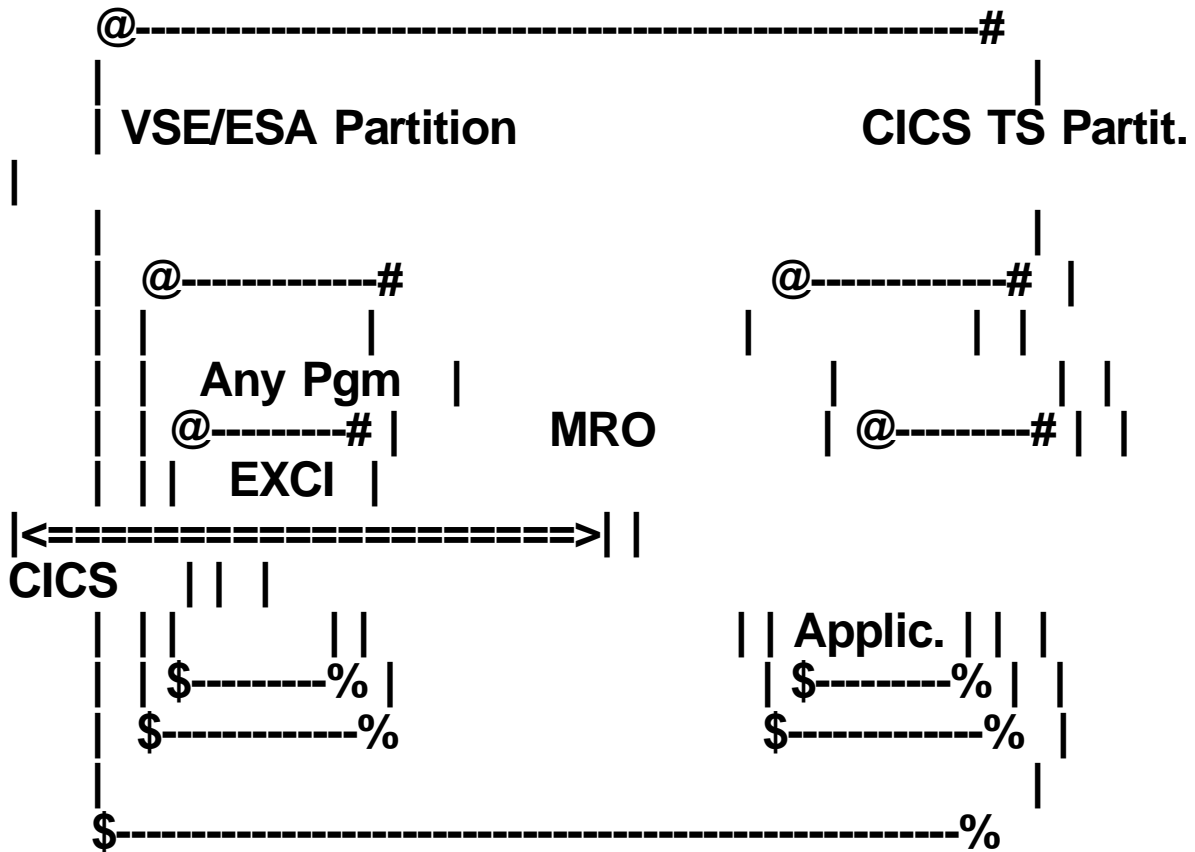 @-------------------------------------------------------#
| |
| VSE/ESA Partition CICS TS Partit.
|
| |
| @-------------# @-------------# |
| | | | | |
| | Any Pgm | | | |
| | @---------# | MRO | @---------# | |
| | | EXCI |
|<=====================>| |
CICS | | |
| | | | | | | Applic. | | |
| | $---------% | | $---------% | |
| $-------------% $-------------% |
| |
$-------------------------------------------------------%